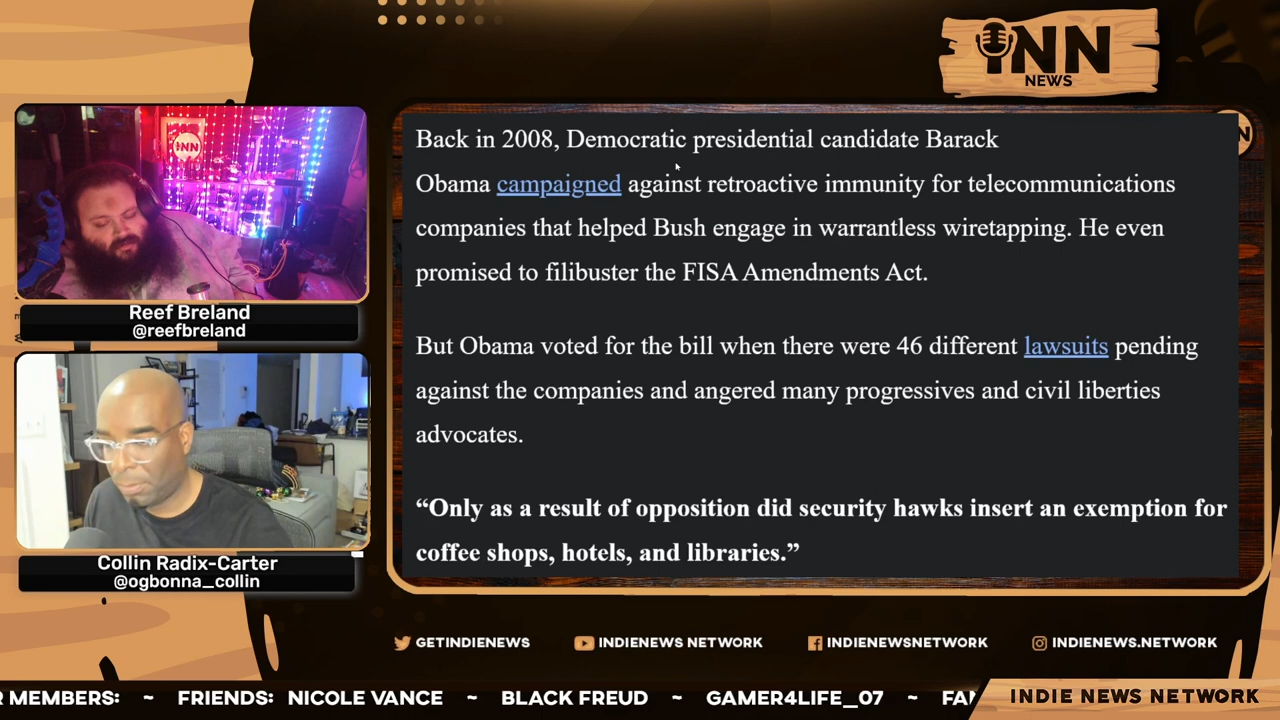 INN
NEWS
Back in 2008, Democratic presidential candidate Barack
Obama campaigned against retroactive immunity for telecommunications
companies that helped Bush engage in warrantless wiretapping. He even
promised to filibuster the FISA Amendments Act.
But Obama voted for the bill when there were 46 different lawsuits pending
against the companies and angered many progressives and civil liberties
advocates.
“Only as a result of opposition did security hawks insert an exemption for
coffee shops, hotels, and libraries.”
INN
Reef Breland
@reefbreland
Collin Radix-Carter
@ogbonna_collin
GETINDIENEWS
INDIENEWS NETWORK
INDIENEWSNETWORK
INDIENEWS.NETWORK
R MEMBERS: ~ FRIENDS: NICOLE VANCE ~ BLACK FREUD ~ GAMER4LIFE_07 ~ FA
INDIE NEWS NETWORK